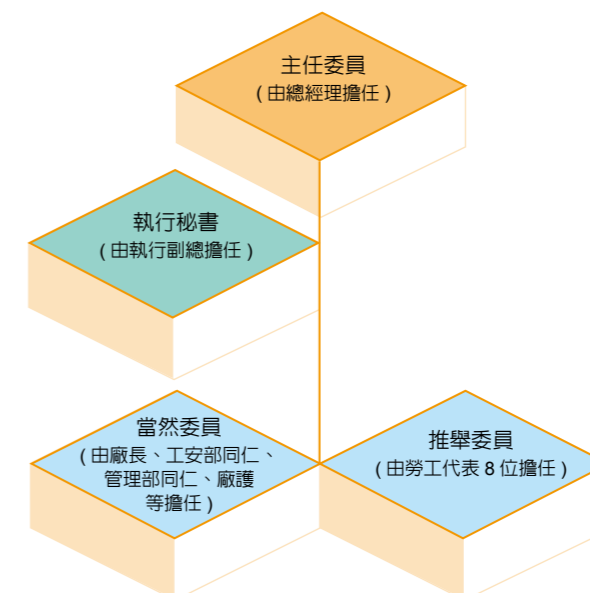 主任委員
( 由總經理擔任 )
執行秘書
( 由執行副總擔任 )
當然委員
( 由廠長、工安部同仁、
管理部同仁、廠護
等擔任 )
推舉委員
( 由勞工代表 8 位擔任 )